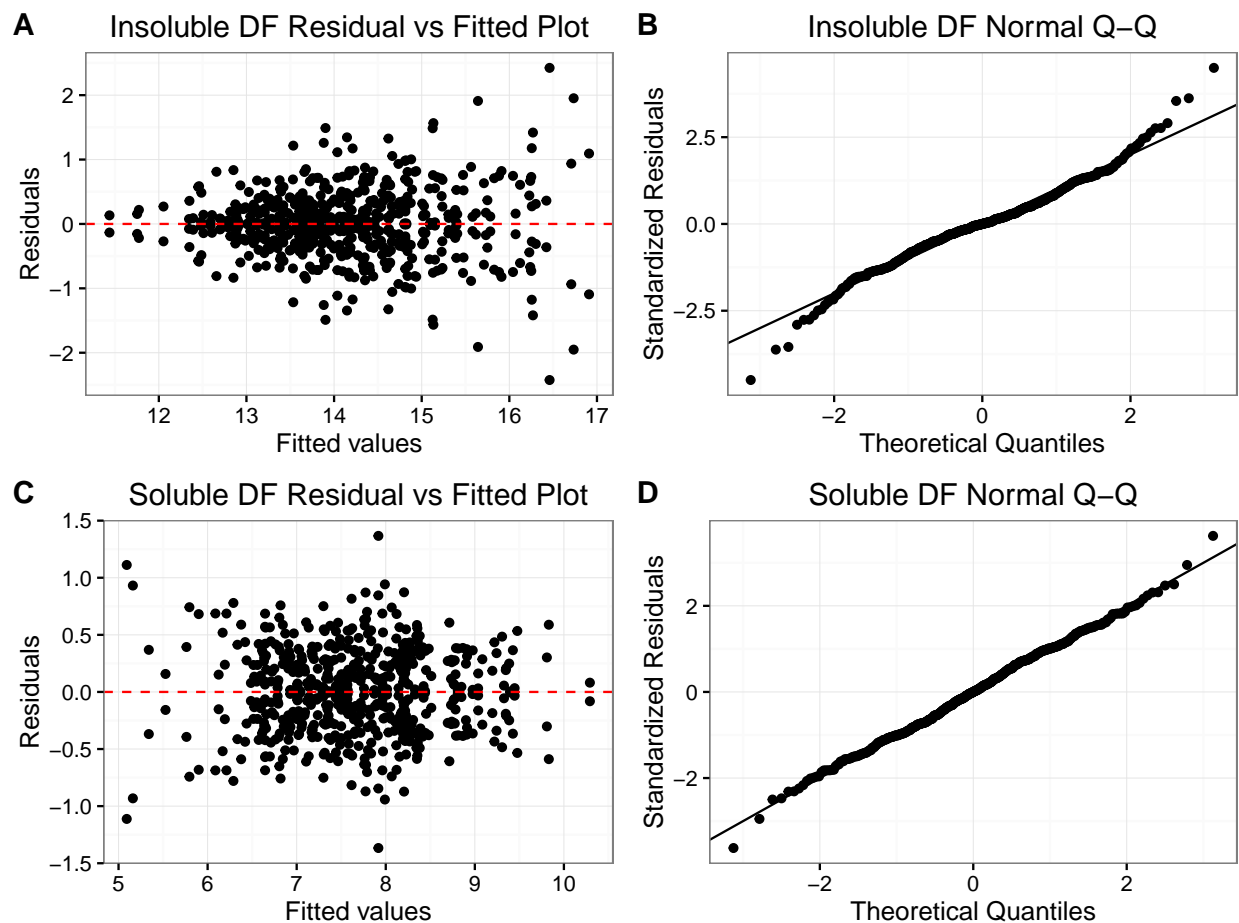 A
Insoluble DF Residual vs Fitted Plot
2
1
0
−1
−2
Residuals
12 13 14 15 16 17
Fitted values
B
Insoluble DF Normal Q−Q
2.5
0.0
−2.5
Standardized Residuals
−2 0 2
Theoretical Quantiles
C
Soluble DF Residual vs Fitted Plot
1.5
1.0
0.5
0.0
−0.5
−1.0
−1.5
Residuals
5 6 7 8 9 10
Fitted values
D
Soluble DF Normal Q−Q
2
0
−2
Standardized Residuals
−2 0 2
Theoretical Quantiles